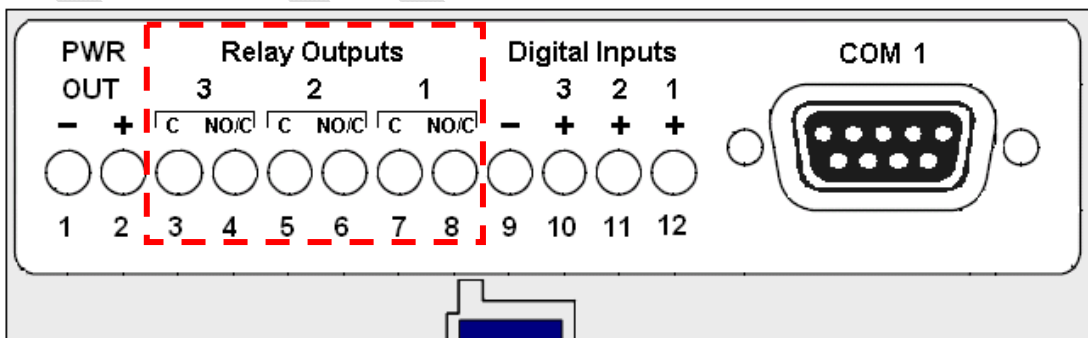 PWR Relay Outputs Digital Inputs COM 1
OUT 3 2 1 3 2 1
− + C NO/C C NO/C C NO/C − + + +
1 2 3 4 5 6 7 8 9 10 11 12